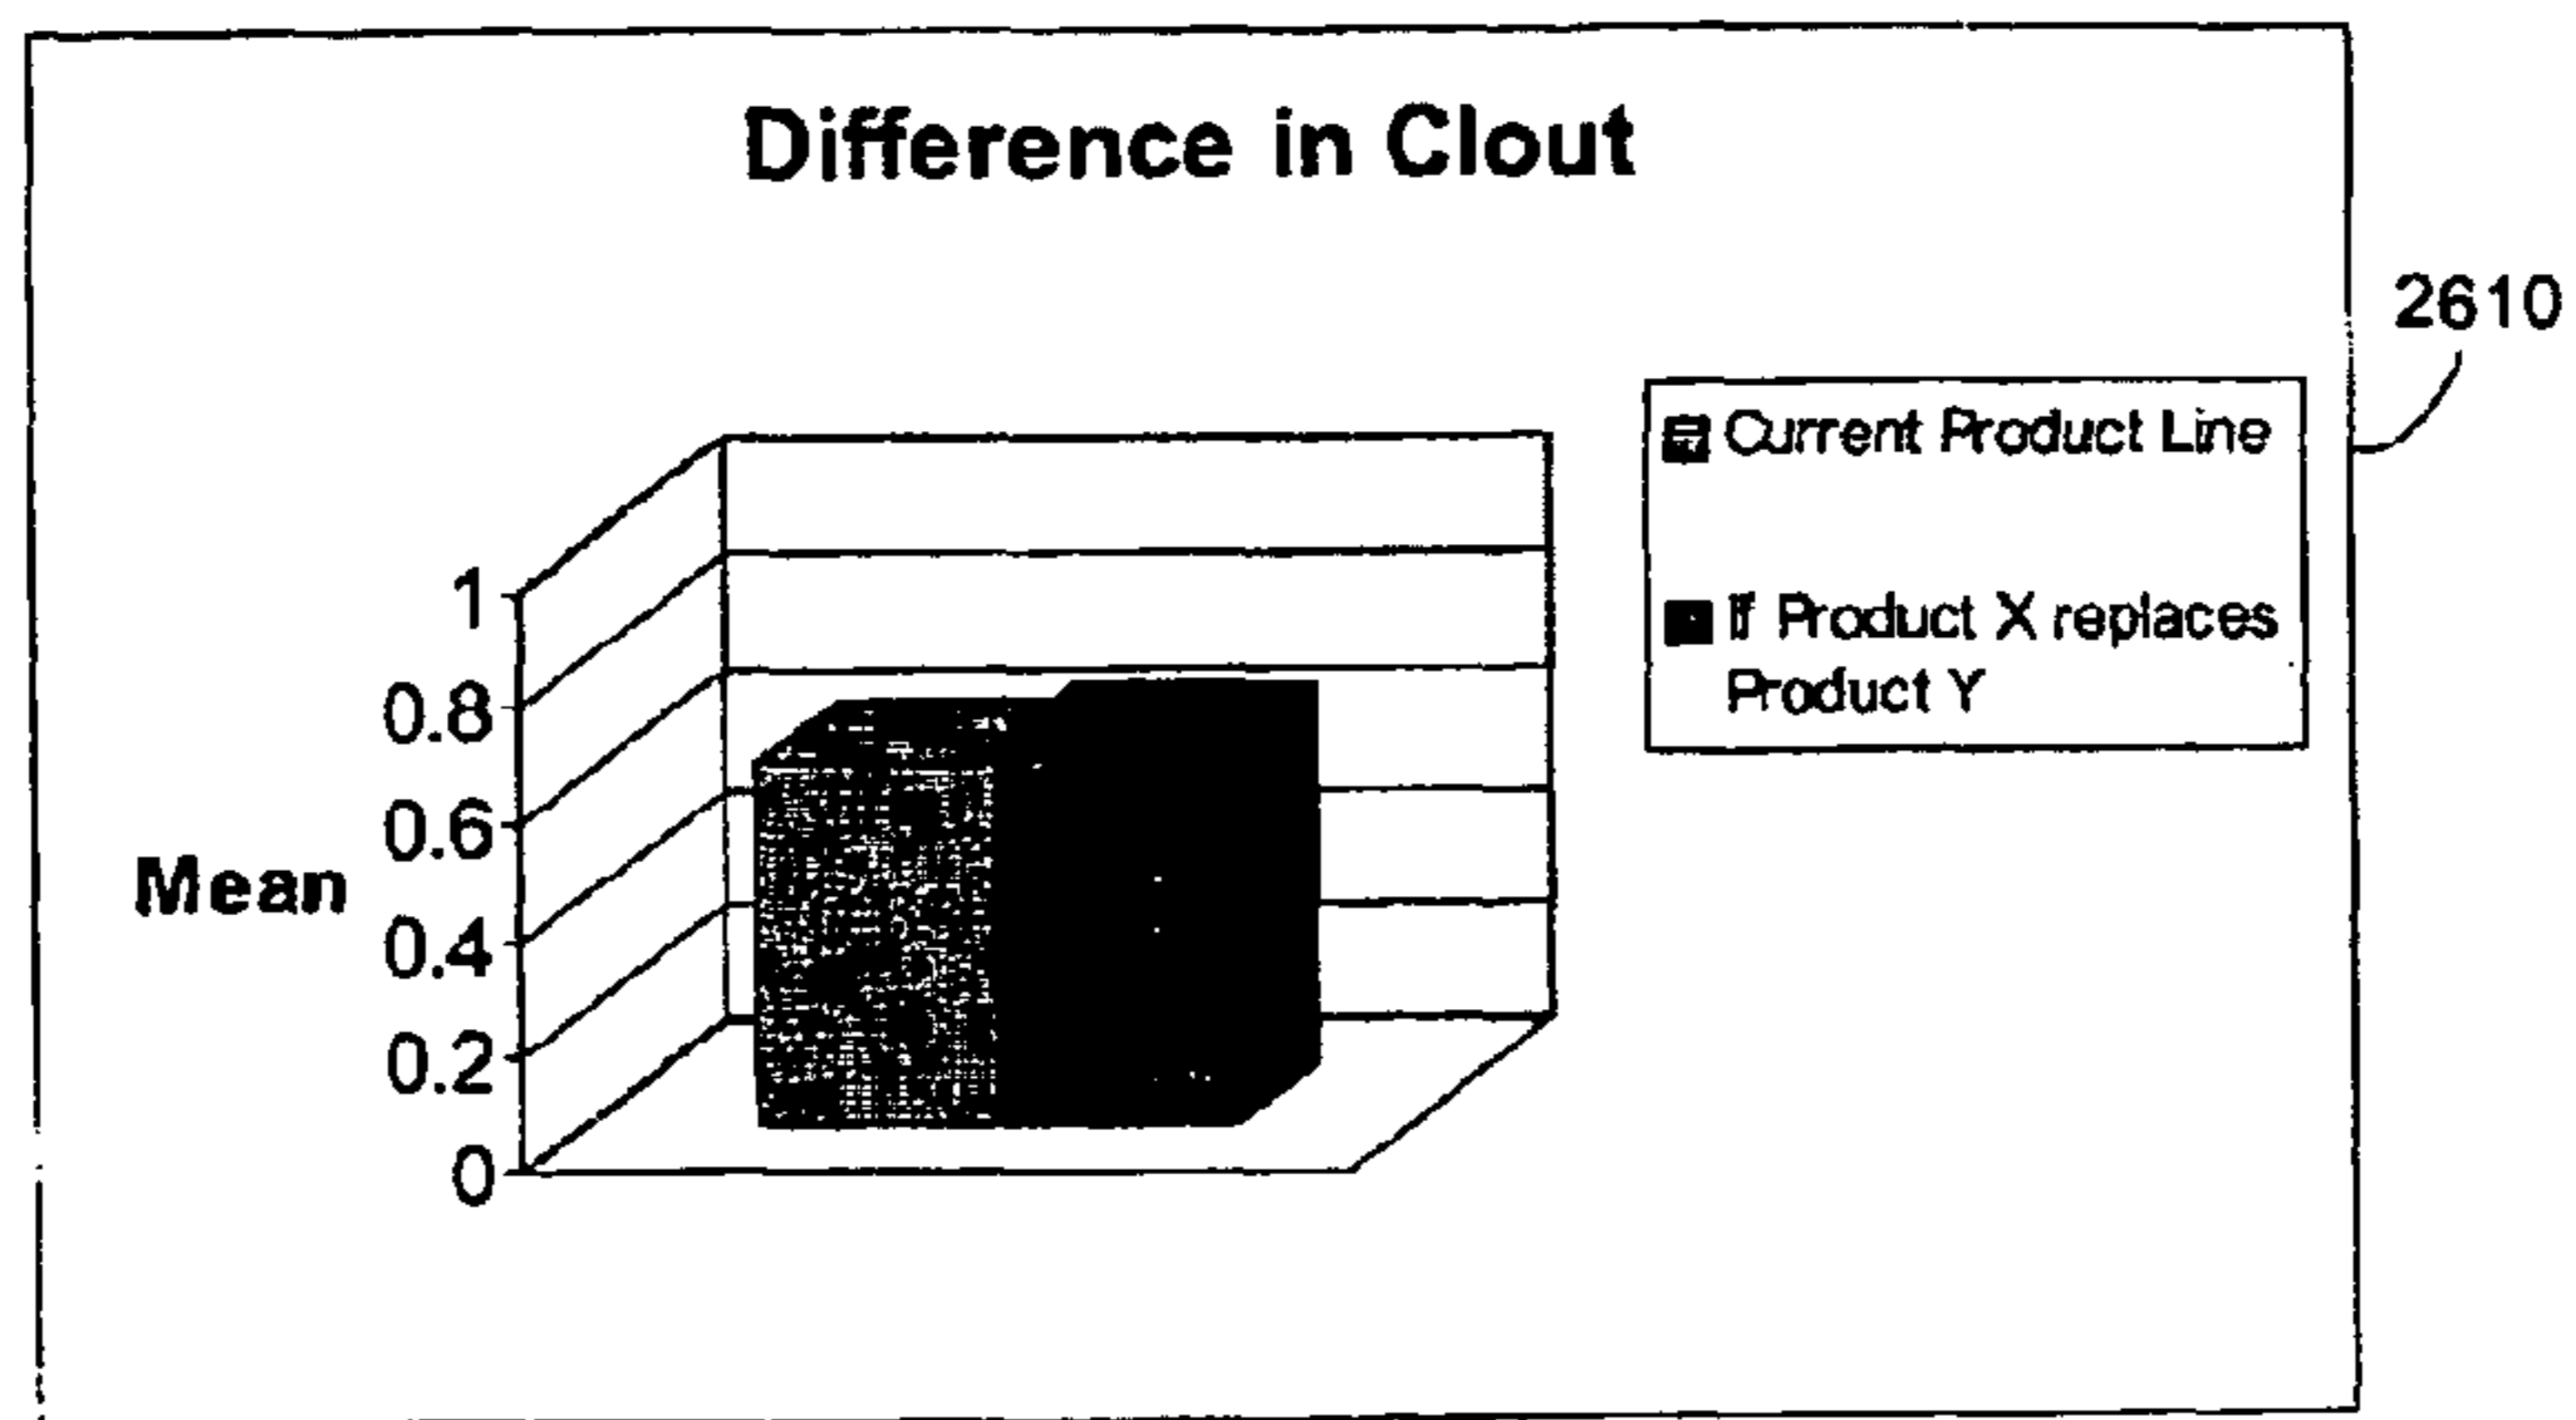 Difference in Clout
2610
Current Product Line
If Product X replaces
Product Y
Mean
1
0.8
0.6
0.4
0.2
0